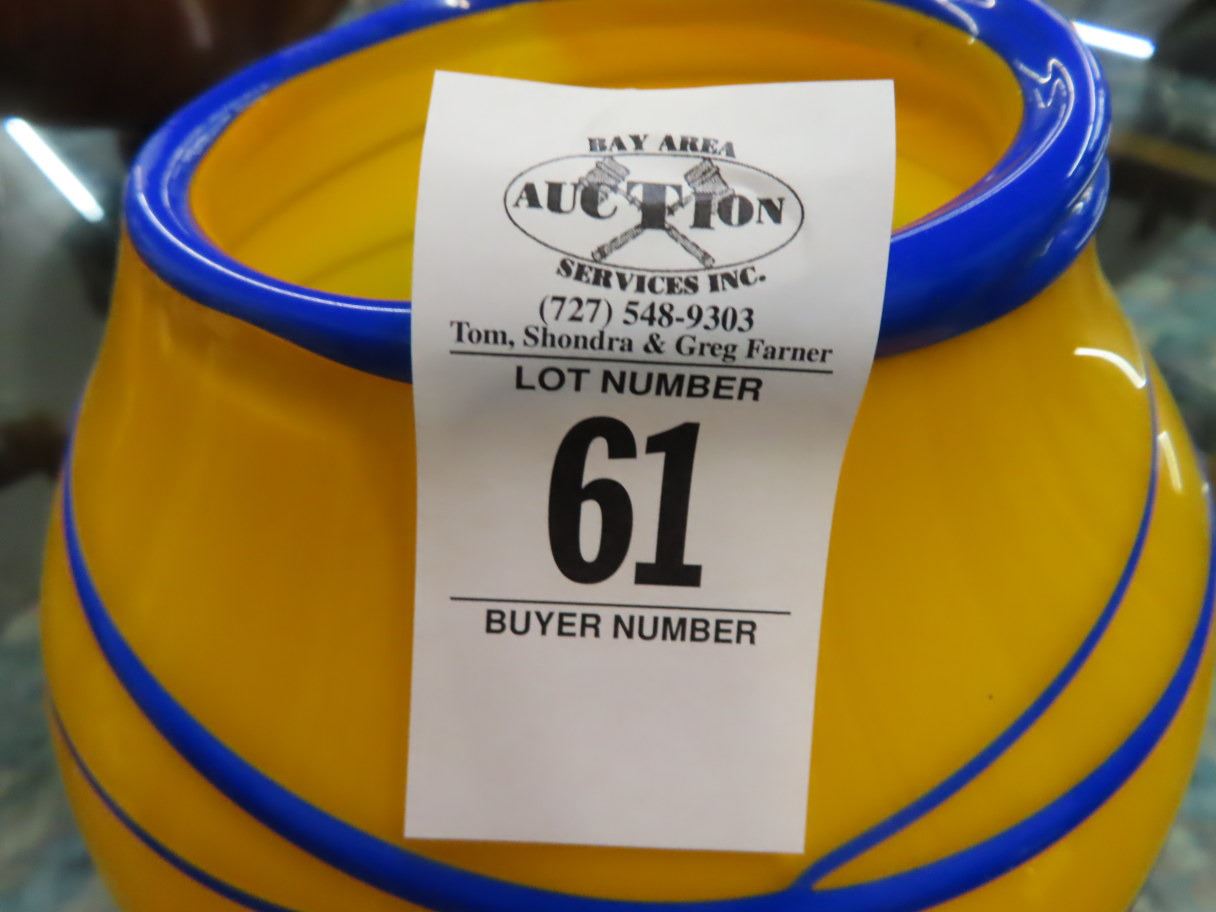 BAY AREA
AUCTION
SERVICES INC.
(727) 548-9303
Tom, Shondra & Greg Farner
LOT NUMBER
61
BUYER NUMBER